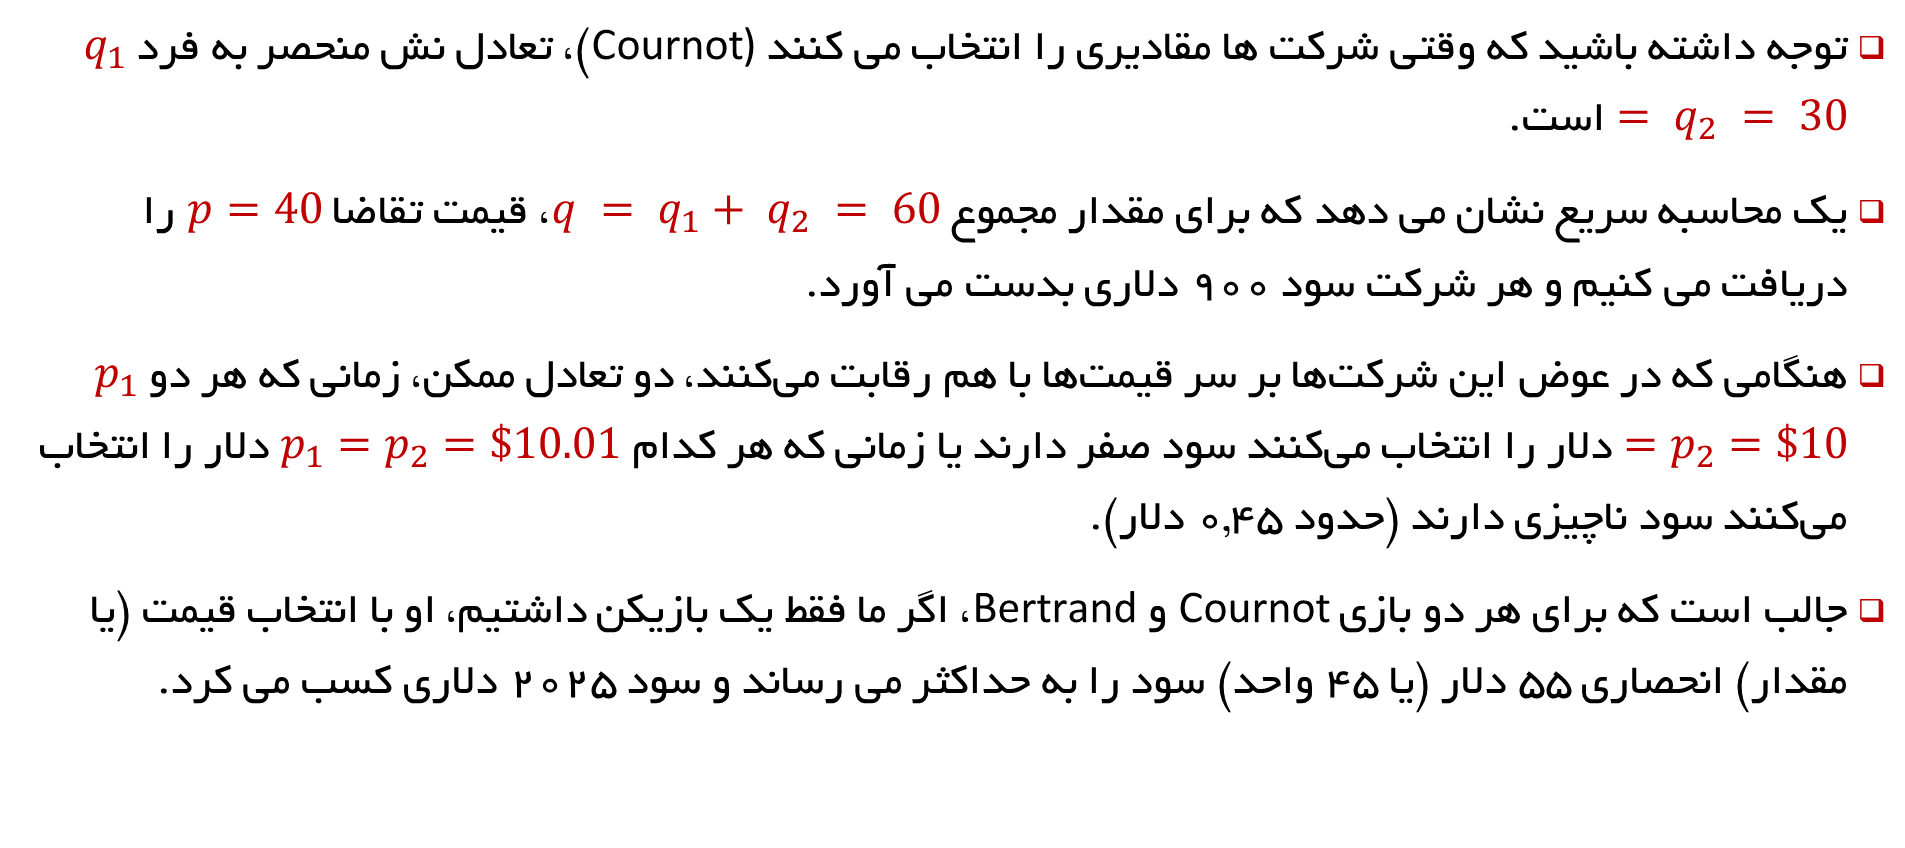 ❑ توجه داشته باشید که وقتی شرکت ها مقادیری را انتخاب می کنند (Cournot)، تعادل نش منحصر به فرد q₁
= q₂ = 30 است.
❑ یک محاسبه سریع نشان می دهد که برای مقدار مجموع q = q₁ + q₂ = 60، قیمت تقاضا p = 40 را
دریافت می کنیم و هر شرکت سود ۹۰۰ دلاری بدست می آورد.
❑ هنگامی که در عوض این شرکت‌ها بر سر قیمت‌ها با هم رقابت می‌کنند، دو تعادل ممکن، زمانی که هر دو p₁
= p₂ = $10 دلار را انتخاب می‌کنند سود صفر دارند یا زمانی که هر کدام p₁ = p₂ = $10.01 دلار را انتخاب
می‌کنند سود ناچیزی دارند (حدود ۰,۴۵ دلار).
❑ جالب است که برای هر دو بازی Cournot و Bertrand، اگر ما فقط یک بازیکن داشتیم، او با انتخاب قیمت (یا
مقدار) انحصاری ۵۵ دلار (یا ۴۵ واحد) سود را به حداکثر می رساند و سود ۲۰۲۵ دلاری کسب می کرد.